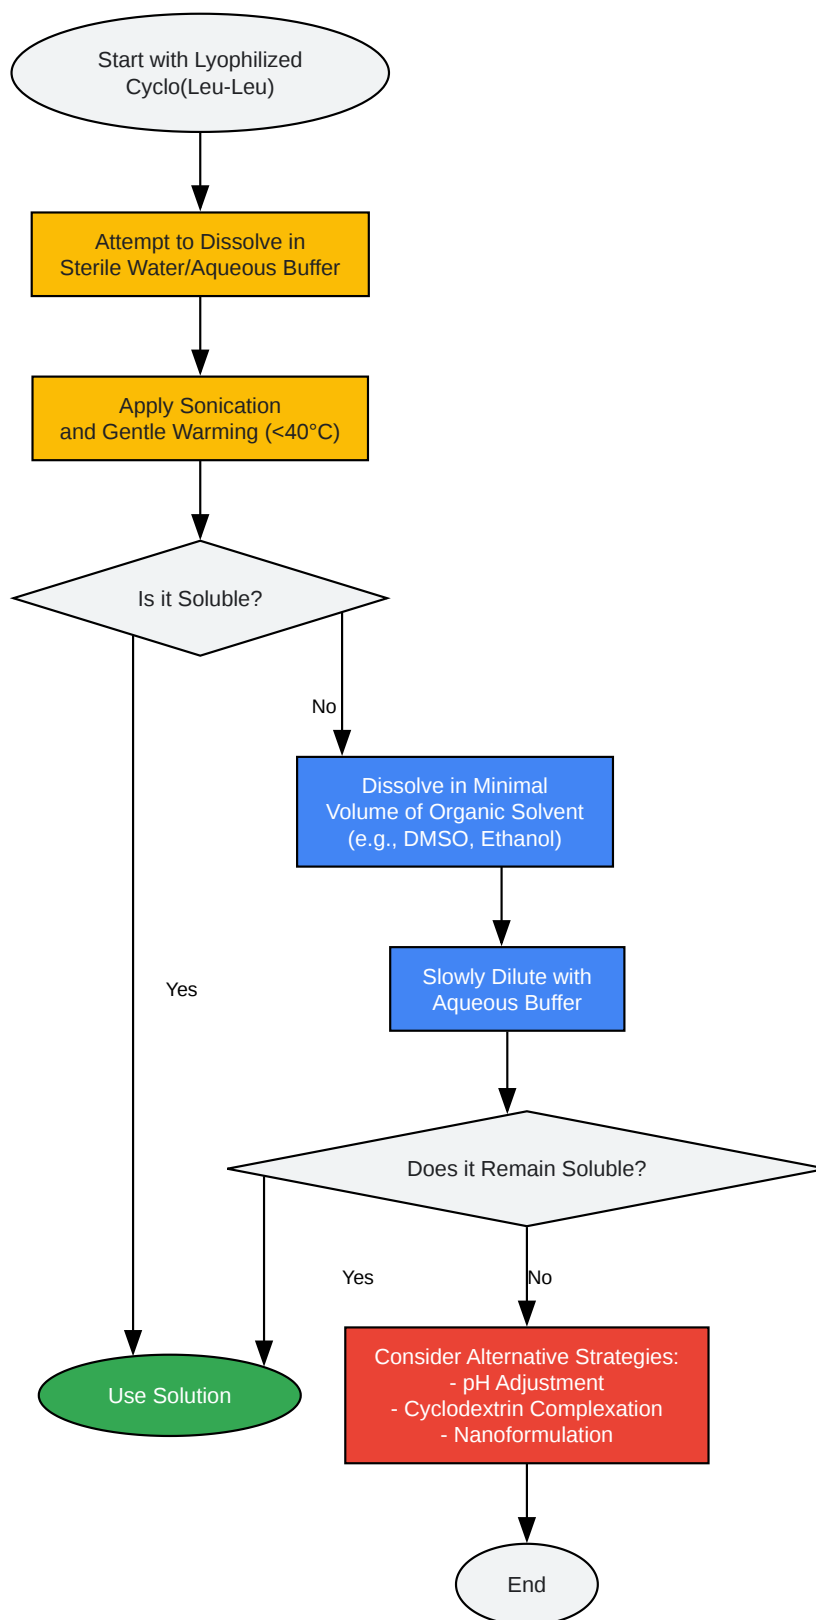 Start with Lyophilized
Cyclo(Leu-Leu)
Attempt to Dissolve in
Sterile Water/Aqueous Buffer
Apply Sonication
and Gentle Warming (<40°C)
Is it Soluble?
No
Dissolve in Minimal
Volume of Organic Solvent
(e.g., DMSO, Ethanol)
Slowly Dilute with
Aqueous Buffer
Yes
Does it Remain Soluble?
Yes
No
Consider Alternative Strategies:
- pH Adjustment
- Cyclodextrin Complexation
- Nanoformulation
Use Solution
End